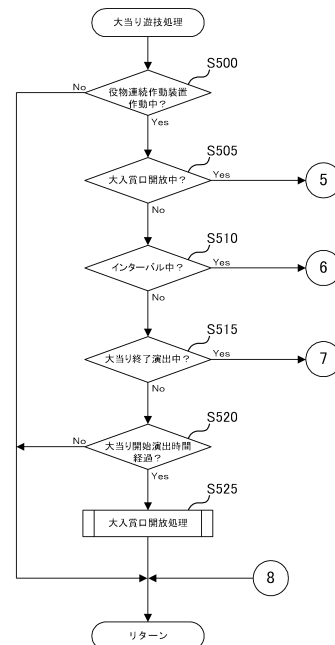 大当り遊技処理
S500
役物連続作動装置
作動中？
No
Yes
S505
大入賞口開放中？
Yes
5
No
S510
インターバル中？
Yes
6
No
S515
大当り終了演出中？
Yes
7
No
S520
大当り開始演出時間
経過？
No
Yes
S525
大入賞口開放処理
8
リターン